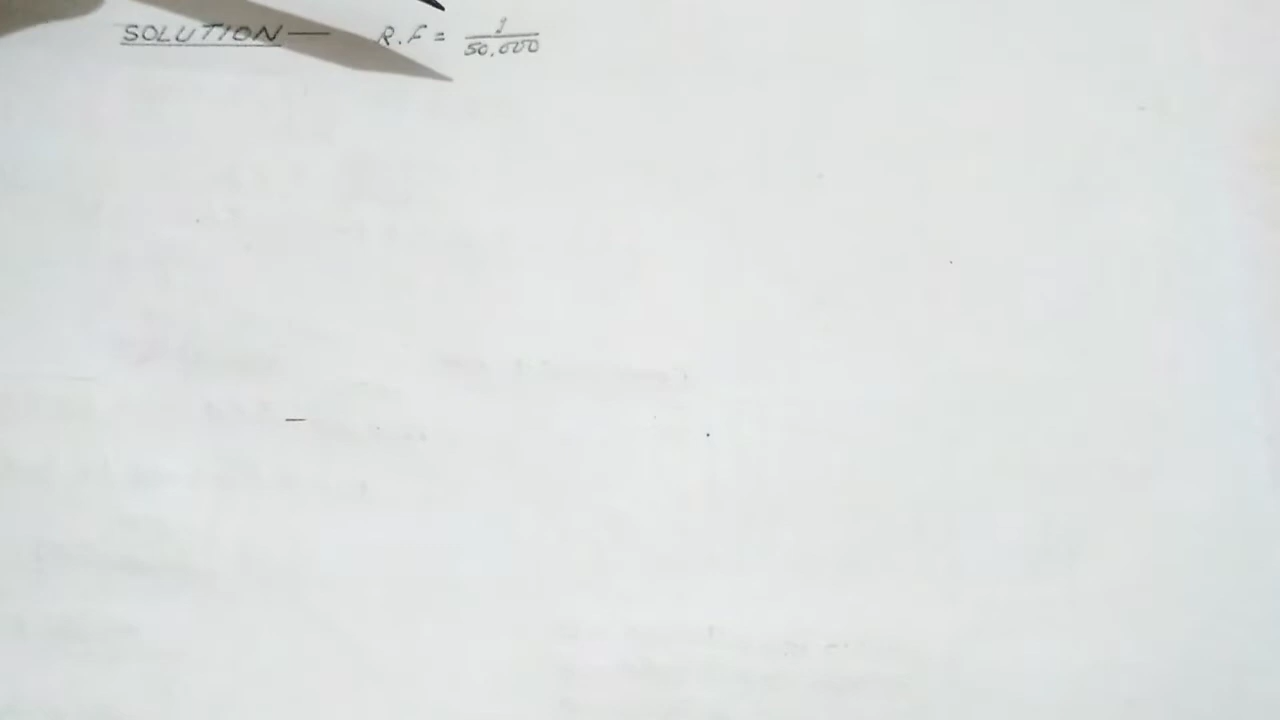 SOLUTION — R.F = 1/50,000